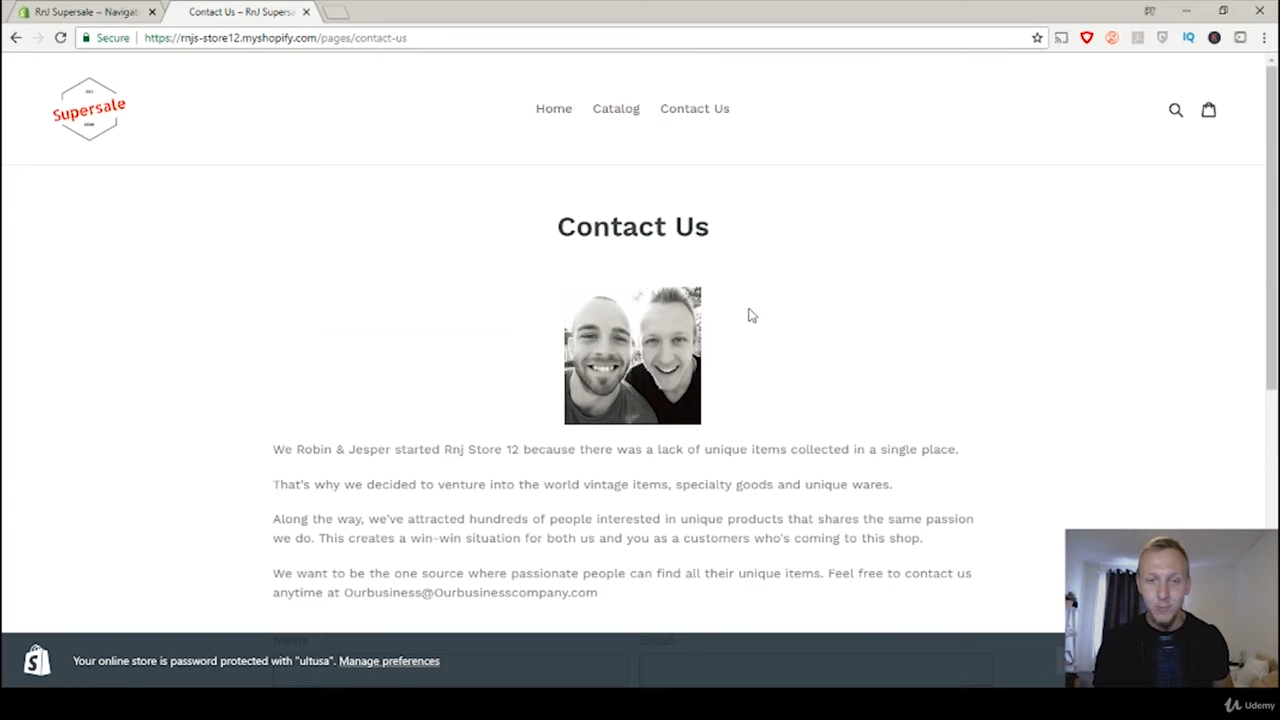 RnJ Supersale ~ Navigat
Contact Us – RnJ Supersa
Secure
https://rnjs-store12.myshopify.com/pages/contact-us
Supersale
Home
Catalog
Contact Us
Contact Us
We Robin & Jesper started Rnj Store 12 because there was a lack of unique items collected in a single place.
That's why we decided to venture into the world vintage items, specialty goods and unique wares.
Along the way, we've attracted hundreds of people interested in unique products that shares the same passion
we do. This creates a win-win situation for both us and you as a customers who's coming to this shop.
We want to be the one source where passionate people can find all their unique items. Feel free to contact us
anytime at Ourbusiness@Ourbusinesscompany.com
Name
Email
Your online store is password protected with "ultusa". Manage preferences
Udemy